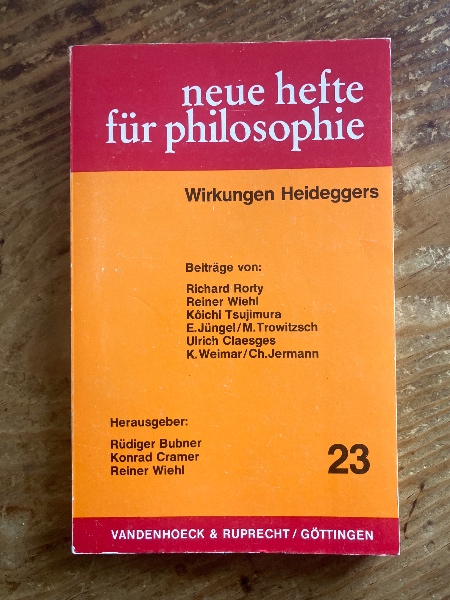 neue hefte
für philosophie
Wirkungen Heideggers
Beiträge von:
Richard Rorty
Reiner Wiehl
Kôichi Tsujimura
E. Jüngel/M. Trowitzsch
Ulrich Claesges
K. Weimar/Ch. Jermann
Herausgeber:
Rüdiger Bubner
Konrad Cramer
Reiner Wiehl
23
VANDENHOECK & RUPRECHT/GÖTTINGEN